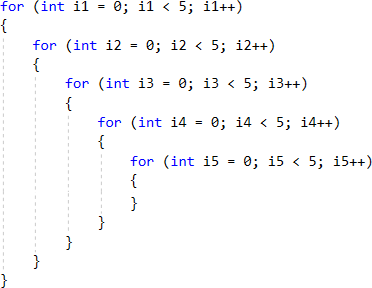 for (int i1 = 0; i1 < 5; i1++)
{
    for (int i2 = 0; i2 < 5; i2++)
    {
        for (int i3 = 0; i3 < 5; i3++)
        {
            for (int i4 = 0; i4 < 5; i4++)
            {
                for (int i5 = 0; i5 < 5; i5++)
                {
                }
            }
        }
    }
}